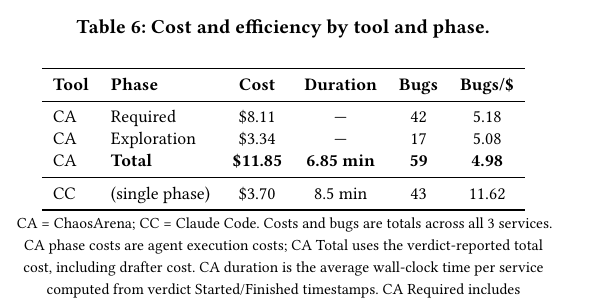 Table 6: Cost and efficiency by tool and phase.
Tool Phase Cost Duration Bugs Bugs/$
CA Required $8.11 — 42 5.18
CA Exploration $3.34 — 17 5.08
CA Total $11.85 6.85 min 59 4.98
CC (single phase) $3.70 8.5 min 43 11.62
CA = ChaosArena; CC = Claude Code. Costs and bugs are totals across all 3 services.
CA phase costs are agent execution costs; CA Total uses the verdict-reported total
cost, including drafter cost. CA duration is the average wall-clock time per service
computed from verdict Started/Finished timestamps. CA Required includes